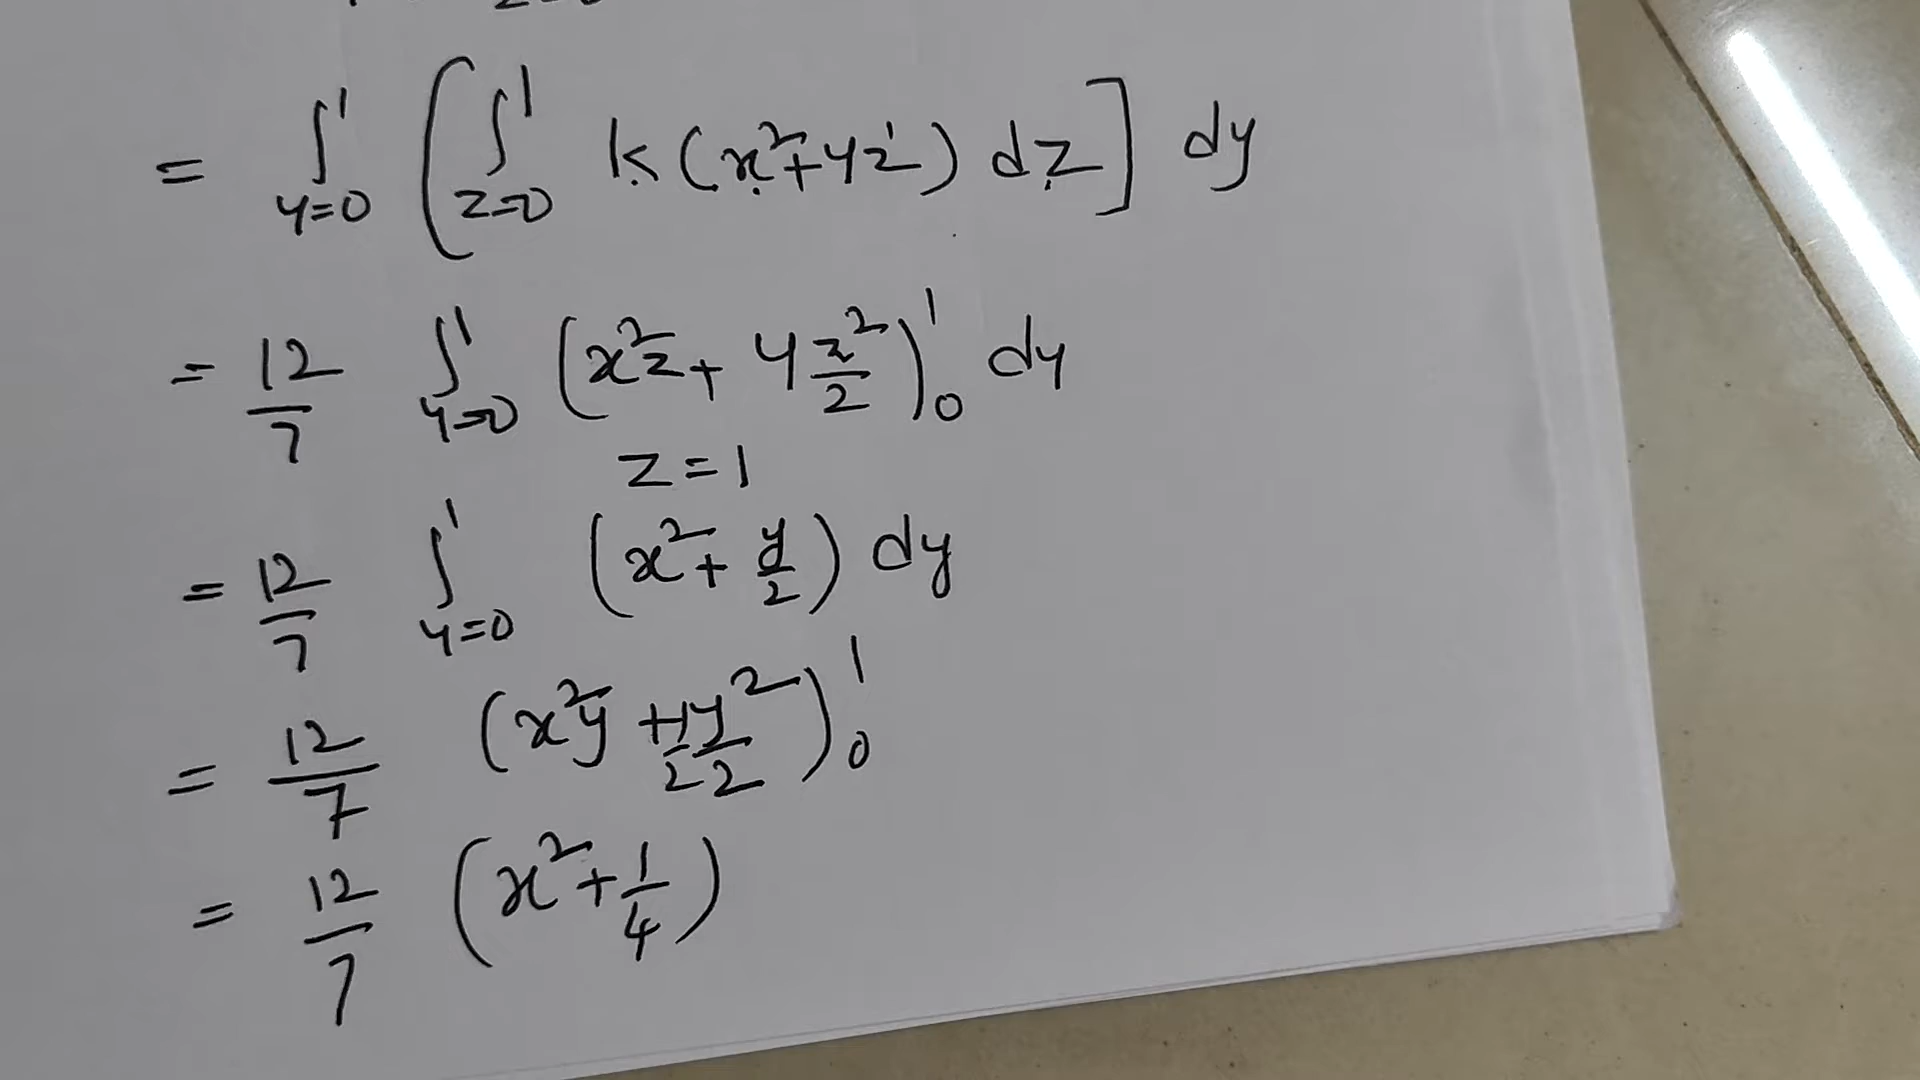 = ∫_{y=0}^{1} ( ∫_{z=0}^{1} k (x²+yz¹) dz ] dy
= 12/7 ∫_{y=0}^{1} (x²z + y z²/2)_0^1 dy
z=1
= 12/7 ∫_{y=0}^{1} (x² + y/2) dy
= 12/7 (x²y + 1/2 y²/2)_0^1
= 12/7 (x² + 1/4)